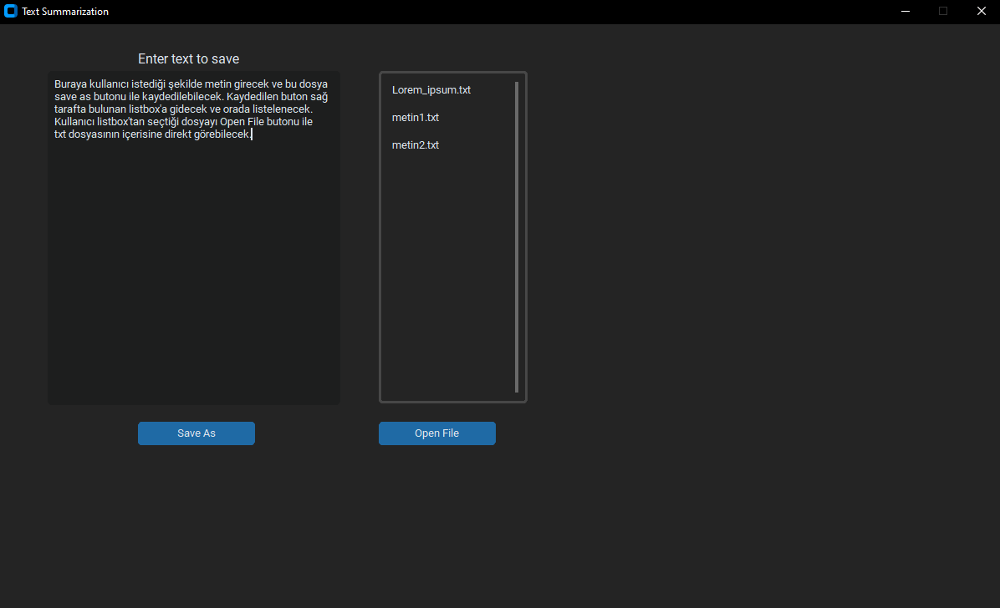 Text Summarization
Enter text to save
Buraya kullanıcı istediği şekilde metin girecek ve bu dosya
save as butonu ile kaydedilebilecek. Kaydedilen buton sağ
tarafta bulunan listbox'a gidecek ve orada listelenecek.
Kullanıcı listbox'tan seçtiği dosyayı Open File butonu ile
txt dosyasının içerisine direkt görebilecek.
Lorem_ipsum.txt
metin1.txt
metin2.txt
Save As
Open File